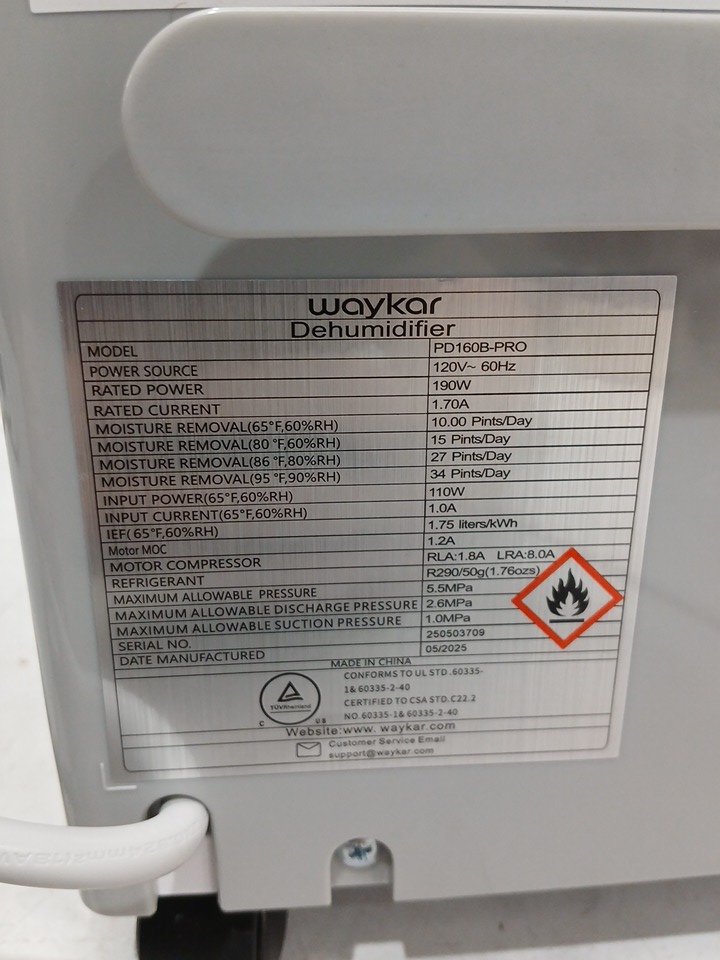 waykar
Dehumidifier
MODEL PD160B-PRO
POWER SOURCE 120V~ 60Hz
RATED POWER 190W
RATED CURRENT 1.70A
MOISTURE REMOVAL(65°F,60%RH) 10.00 Pints/Day
MOISTURE REMOVAL(80 °F,60%RH) 15 Pints/Day
MOISTURE REMOVAL(86 °F,80%RH) 27 Pints/Day
MOISTURE REMOVAL(95 °F,90%RH) 34 Pints/Day
INPUT POWER(65°F,60%RH) 110W
INPUT CURRENT(65°F,60%RH) 1.0A
IEF( 65°F,60%RH) 1.75 liters/kWh
Motor MOC 1.2A
MOTOR COMPRESSOR RLA:1.8A LRA:8.0A
REFRIGERANT R290/50g(1.76ozs)
MAXIMUM ALLOWABLE PRESSURE 5.5MPa
MAXIMUM ALLOWABLE DISCHARGE PRESSURE 2.6MPa
MAXIMUM ALLOWABLE SUCTION PRESSURE 1.0MPa
SERIAL NO. 250503709
DATE MANUFACTURED 05/2025
MADE IN CHINA
TÜVRheinland
C US
CONFORMS TO UL STD .60335-
1& 60335-2-40
CERTIFIED TO CSA STD. C22.2
NO. 60335-1& 60335-2-40
Website:www. waykar.com
Customer Service Email
support@waykar.com